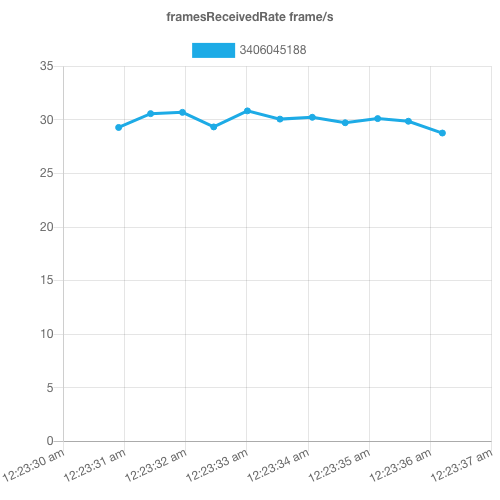 framesReceivedRate frame/s
3406045188
35
30
25
20
15
10
5
0
12:23:30 am
12:23:31 am
12:23:32 am
12:23:33 am
12:23:34 am
12:23:35 am
12:23:36 am
12:23:37 am